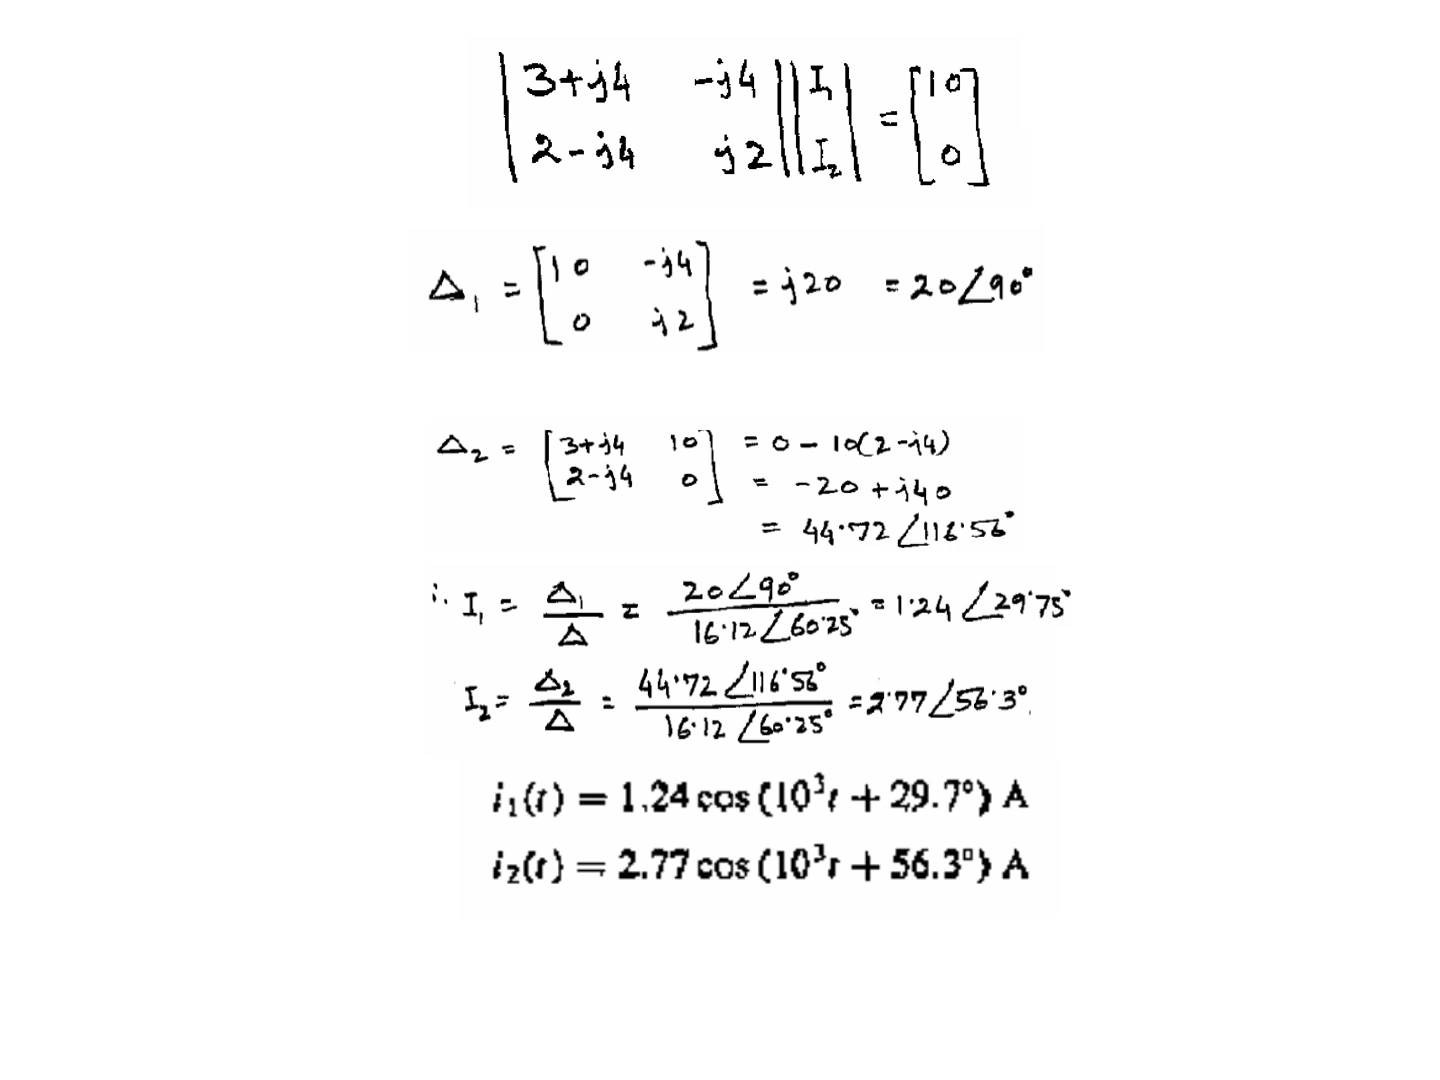 | 3+j4 -j4 | | I₁ | = [ 10 ]
| 2-j4 j2 | | I₂ | [ 0 ]
Δ₁ = [ 10 -j4 ] = j20 = 20∠90°
[ 0 j2 ]
Δ₂ = [ 3+j4 10 ] = 0 - 10(2-j4)
[ 2-j4 0 ] = -20 + j40
= 44.72 ∠116.56°
∴ I₁ = Δ₁/Δ = 20∠90° / 16.12∠60.25° = 1.24 ∠29.75°
I₂ = Δ₂/Δ = 44.72∠116.56° / 16.12∠60.25° = 2.77∠56.3°.
i₁(t) = 1.24 cos (10³t + 29.7°) A
i₂(t) = 2.77 cos (10³t + 56.3°) A